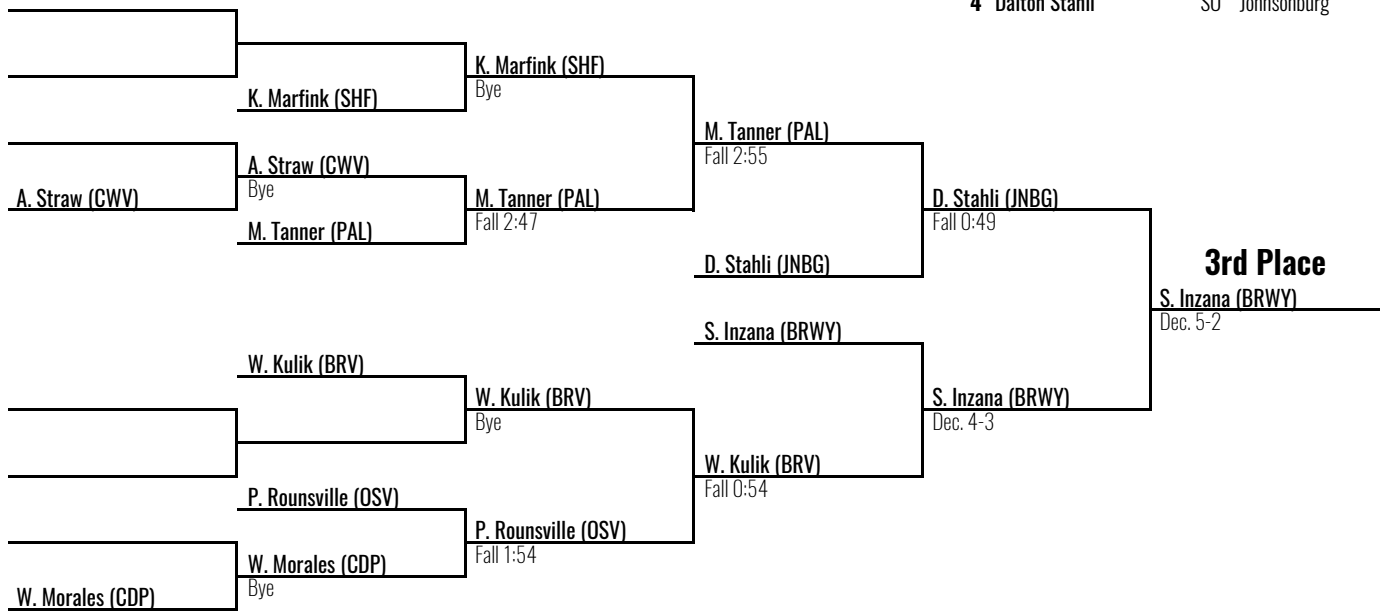 4 Dalton Stahli SO Johnsonburg
K. Marfink (SHF)
Bye
K. Marfink (SHF)
M. Tanner (PAL)
Fall 2:55
A. Straw (CWV)
Bye
A. Straw (CWV)
M. Tanner (PAL)
Fall 2:47
D. Stahli (JNBG)
Fall 0:49
M. Tanner (PAL)
D. Stahli (JNBG)
3rd Place
S. Inzana (BRWY)
Dec. 5-2
S. Inzana (BRWY)
W. Kulik (BRV)
W. Kulik (BRV)
Bye
S. Inzana (BRWY)
Dec. 4-3
W. Kulik (BRV)
Fall 0:54
P. Rounsville (OSV)
P. Rounsville (OSV)
Fall 1:54
W. Morales (CDP)
Bye
W. Morales (CDP)